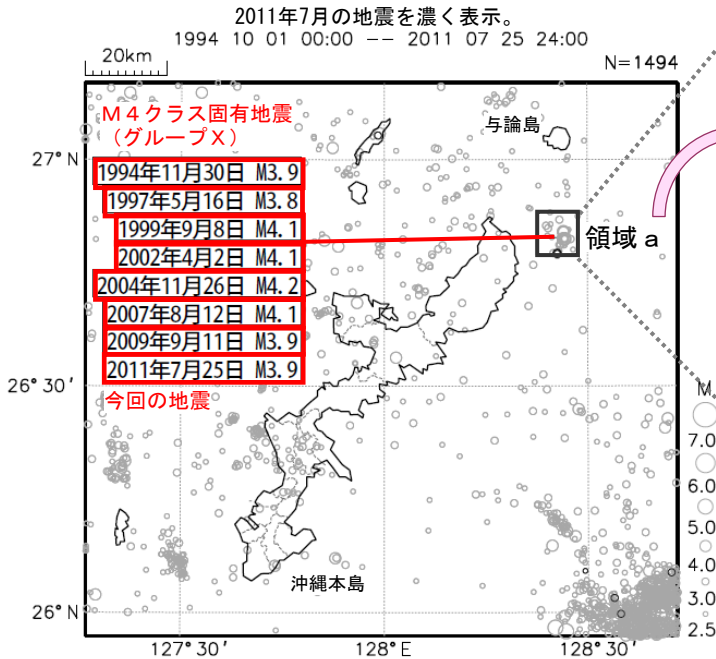 2011年7月の地震を濃く表示。
1994 10 01 00:00 -- 2011 07 25 24:00
20km
N=1494
M4クラス固有地震
(グループX)
与論島
27°N
1994年11月30日 M3.9
1997年5月16日 M3.8
1999年9月8日 M4.1
2002年4月2日 M4.1
2004年11月26日 M4.2
2007年8月12日 M4.1
2009年9月11日 M3.9
2011年7月25日 M3.9
今回の地震
領域a
26°30'
M
7.0
6.0
5.0
4.0
3.0
2.5
沖縄本島
26°N
127°30'
128°E
128°30'